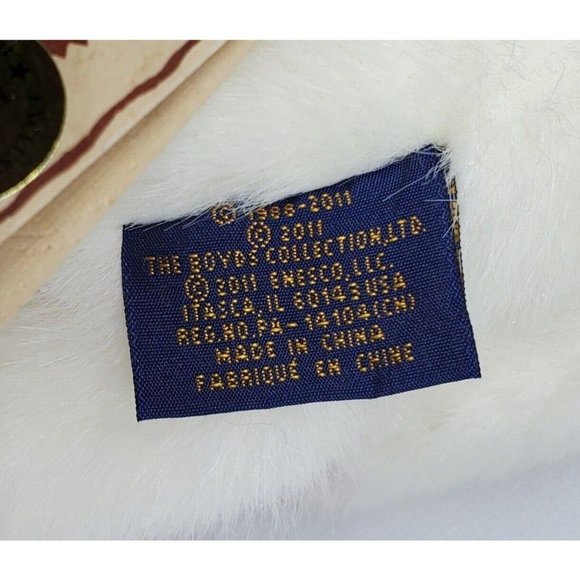 © 1988-2011
© 2011
THE BOYDS COLLECTION,LTD.
© 2011 ENESCO, LLC.
ITASCA, IL 60143 USA
REG.NO. PA-14104(CN)
MADE IN CHINA
FABRIQUÉ EN CHINE